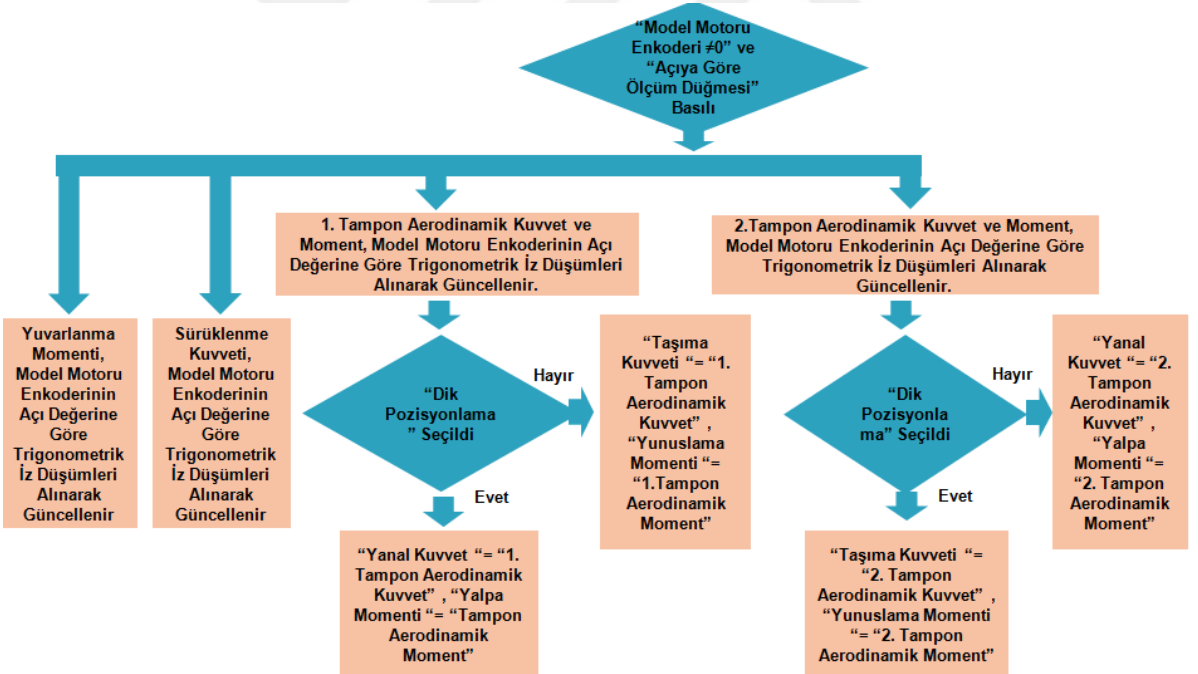 “Model Motoru
Enkoderi ≠0” ve
“Açıya Göre
Ölçüm Düğmesi”
Basılı
1. Tampon Aerodinamik Kuvvet ve
Moment, Model Motoru Enkoderinin Açı
Değerine Göre Trigonometrik İz Düşümleri
Alınarak Güncellenir.
2.Tampon Aerodinamik Kuvvet ve Moment,
Model Motoru Enkoderinin Açı Değerine Göre
Trigonometrik İz Düşümleri Alınarak
Güncellenir.
Yuvarlanma
Momenti,
Model Motoru
Enkoderinin
Açı Değerine
Göre
Trigonometrik
İz Düşümleri
Alınarak
Güncellenir
Sürüklenme
Kuvveti,
Model Motoru
Enkoderinin
Açı Değerine
Göre
Trigonometrik
İz Düşümleri
Alınarak
Güncellenir
“Dik
Pozisyonlama
” Seçildi
Hayır
“Taşıma
Kuvveti “= “1.
Tampon
Aerodinamik
Kuvvet” ,
“Yunuslama
Momenti “=
“1.Tampon
Aerodinamik
Moment”
“Dik
Pozisyonla
ma” Seçildi
Hayır
“Yanal
Kuvvet “= “2.
Tampon
Aerodinamik
Kuvvet” ,
“Yalpa
Momenti “=
“2. Tampon
Aerodinamik
Moment”
Evet
“Yanal Kuvvet “= “1.
Tampon Aerodinamik
Kuvvet” , “Yalpa
Momenti “= “Tampon
Aerodinamik
Moment”
Evet
“Taşıma Kuvveti “=
“2. Tampon
Aerodinamik Kuvvet” ,
“Yunuslama Momenti
“= “2. Tampon
Aerodinamik Moment”